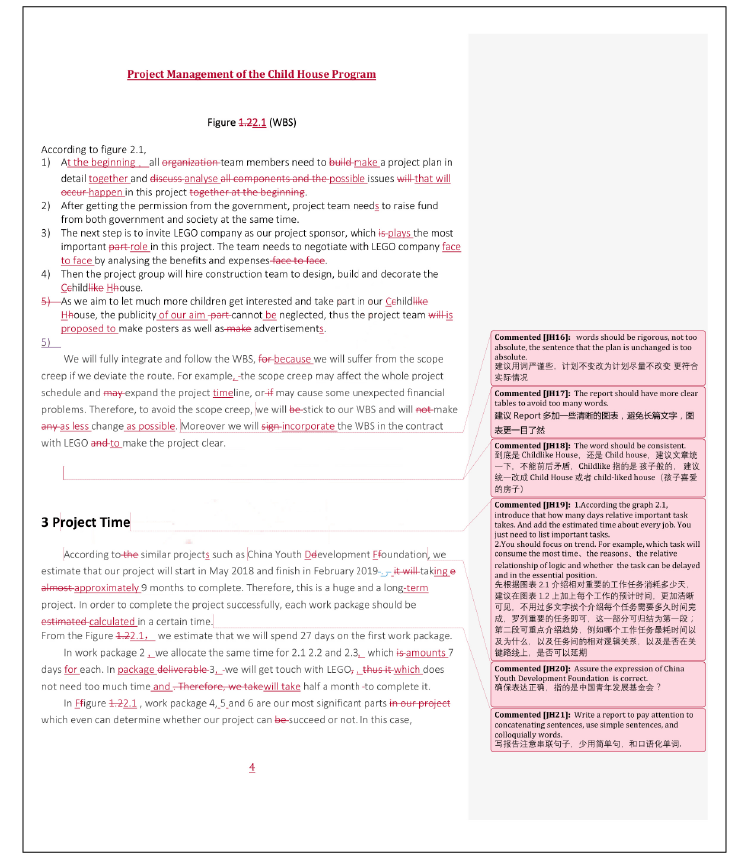 Project Management of the Child House Program
Figure 1.22.1 (WBS)
According to figure 2.1,
1) At the beginning , all organization team members need to build make a project plan in
detail together and discuss analyse all components and the possible issues will that will
occur happen in this project together at the beginning.
2) After getting the permission from the government, project team needs to raise fund
from both government and society at the same time.
3) The next step is to invite LEGO company as our project sponsor, which is plays the most
important part role in this project. The team needs to negotiate with LEGO company face
to face by analysing the benefits and expenses face to face.
4) Then the project group will hire construction team to design, build and decorate the
Cchildlike Hhouse.
5) As we aim to let much more children get interested and take part in our Cchildlike
Hhouse, the publicity of our aim part cannot be neglected, thus the project team will is
proposed to make posters as well as make advertisements.
5)
We will fully integrate and follow the WBS, for because we will suffer from the scope
creep if we deviate the route. For example, the scope creep may affect the whole project
schedule and may expand the project timeline, or if may cause some unexpected financial
problems. Therefore, to avoid the scope creep, we will be stick to our WBS and will not make
any as less change as possible. Moreover we will sign incorporate the WBS in the contract
with LEGO and to make the project clear.
3 Project Time
According to the similar projects such as China Youth Ddevelopment Ffoundation, we
estimate that our project will start in May 2018 and finish in February 2019 , it will taking e
almost approximately 9 months to complete. Therefore, this is a huge and a long-term
project. In order to complete the project successfully, each work package should be
estimated calculated in a certain time.
From the Figure 1.22.1, we estimate that we will spend 27 days on the first work package.
In work package 2 , we allocate the same time for 2.1 2.2 and 2.3, which is amounts 7
days for each. In package deliverable 3, we will get touch with LEGO, , thus it which does
not need too much time and . Therefore, we takewill take half a month -to complete it.
In Ffigure 1.22.1 , work package 4, 5 and 6 are our most significant parts in our project
which even can determine whether our project can be succeed or not. In this case,
4
Commented [JH16]: words should be rigorous, not too
absolute, the sentence that the plan is unchanged is too
absolute.
建议用词严谨些，计划不变改为计划尽量不改变 更符合
实际情况
Commented [JH17]: The report should have more clear
tables to avoid too many words.
建议 Report 多加一些清晰的图表，避免长篇文字，图
表更一目了然
Commented [JH18]: The word should be consistent.
到底是 Childlike House，还是 Child house，建议文章统
一下，不能前后矛盾，Childlike 指的是 孩子般的， 建议
统一改成 Child House 或者 child-liked house（孩子喜爱
的房子）
Commented [JH19]: 1.According the graph 2.1,
introduce that how many days relative important task
takes. And add the estimated time about every job. You
just need to list important tasks.
2.You should focus on trend. For example, which task will
consume the most time、the reasons、the relative
relationship of logic and whether the task can be delayed
and in the essential position.
先根据图表 2.1 介绍相对重要的工作任务消耗多少天，
建议在图表 1.2 上加上每个工作的预计时间，更加清晰
可见，不用过多文字挨个介绍每个任务需要多久时间完
成，罗列重要的任务即可，这一部分可归结为第一段；
第二段可重点介绍趋势，例如哪个工作任务最耗时间以
及为什么，以及任务间的相对逻辑关系，以及是否在关
键路线上，是否可以延期
Commented [JH20]: Assure the expression of China
Youth Development Foundation is correct.
确保表达正确，指的是中国青年发展基金会？
Commented [JH21]: Write a report to pay attention to
concatenating sentences, use simple sentences, and
colloquially words.
写报告注意串联句子，少用简单句，和口语化单词.